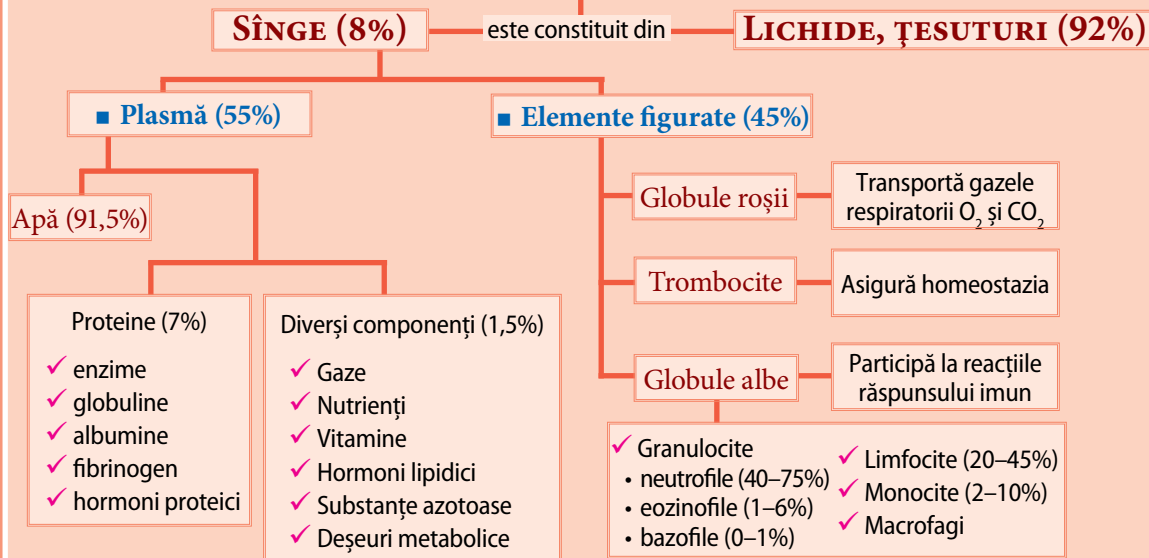 SÎNGE (8%)
este constituit din
LICHIDE, ŢESUTURI (92%)
▪ Plasmă (55%)
▪ Elemente figurate (45%)
Apă (91,5%)
Proteine (7%)
✓ enzime
✓ globuline
✓ albumine
✓ fibrinogen
✓ hormoni proteici
Diverși componenți (1,5%)
✓ Gaze
✓ Nutrienți
✓ Vitamine
✓ Hormoni lipidici
✓ Substanțe azotoase
✓ Deșeuri metabolice
Globule roșii
Transportă gazele
respiratorii O₂ și CO₂
Trombocite
Asigură homeostazia
Globule albe
Participă la reacțiile
răspunsului imun
✓ Granulocite
• neutrofile (40–75%)
• eozinofile (1–6%)
• bazofile (0–1%)
✓ Limfocite (20–45%)
✓ Monocite (2–10%)
✓ Macrofagi